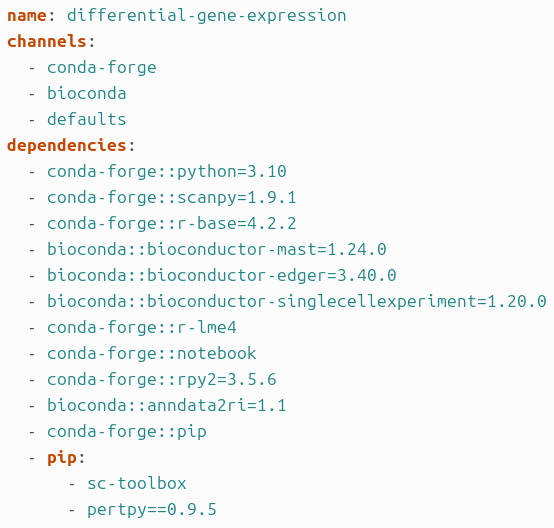 name: differential-gene-expression
channels:
  - conda-forge
  - bioconda
  - defaults
dependencies:
  - conda-forge::python=3.10
  - conda-forge::scanpy=1.9.1
  - conda-forge::r-base=4.2.2
  - bioconda::bioconductor-mast=1.24.0
  - bioconda::bioconductor-edger=3.40.0
  - bioconda::bioconductor-singlecellexperiment=1.20.0
  - conda-forge::r-lme4
  - conda-forge::notebook
  - conda-forge::rpy2=3.5.6
  - bioconda::anndata2ri=1.1
  - conda-forge::pip
  - pip:
      - sc-toolbox
      - pertpy==0.9.5